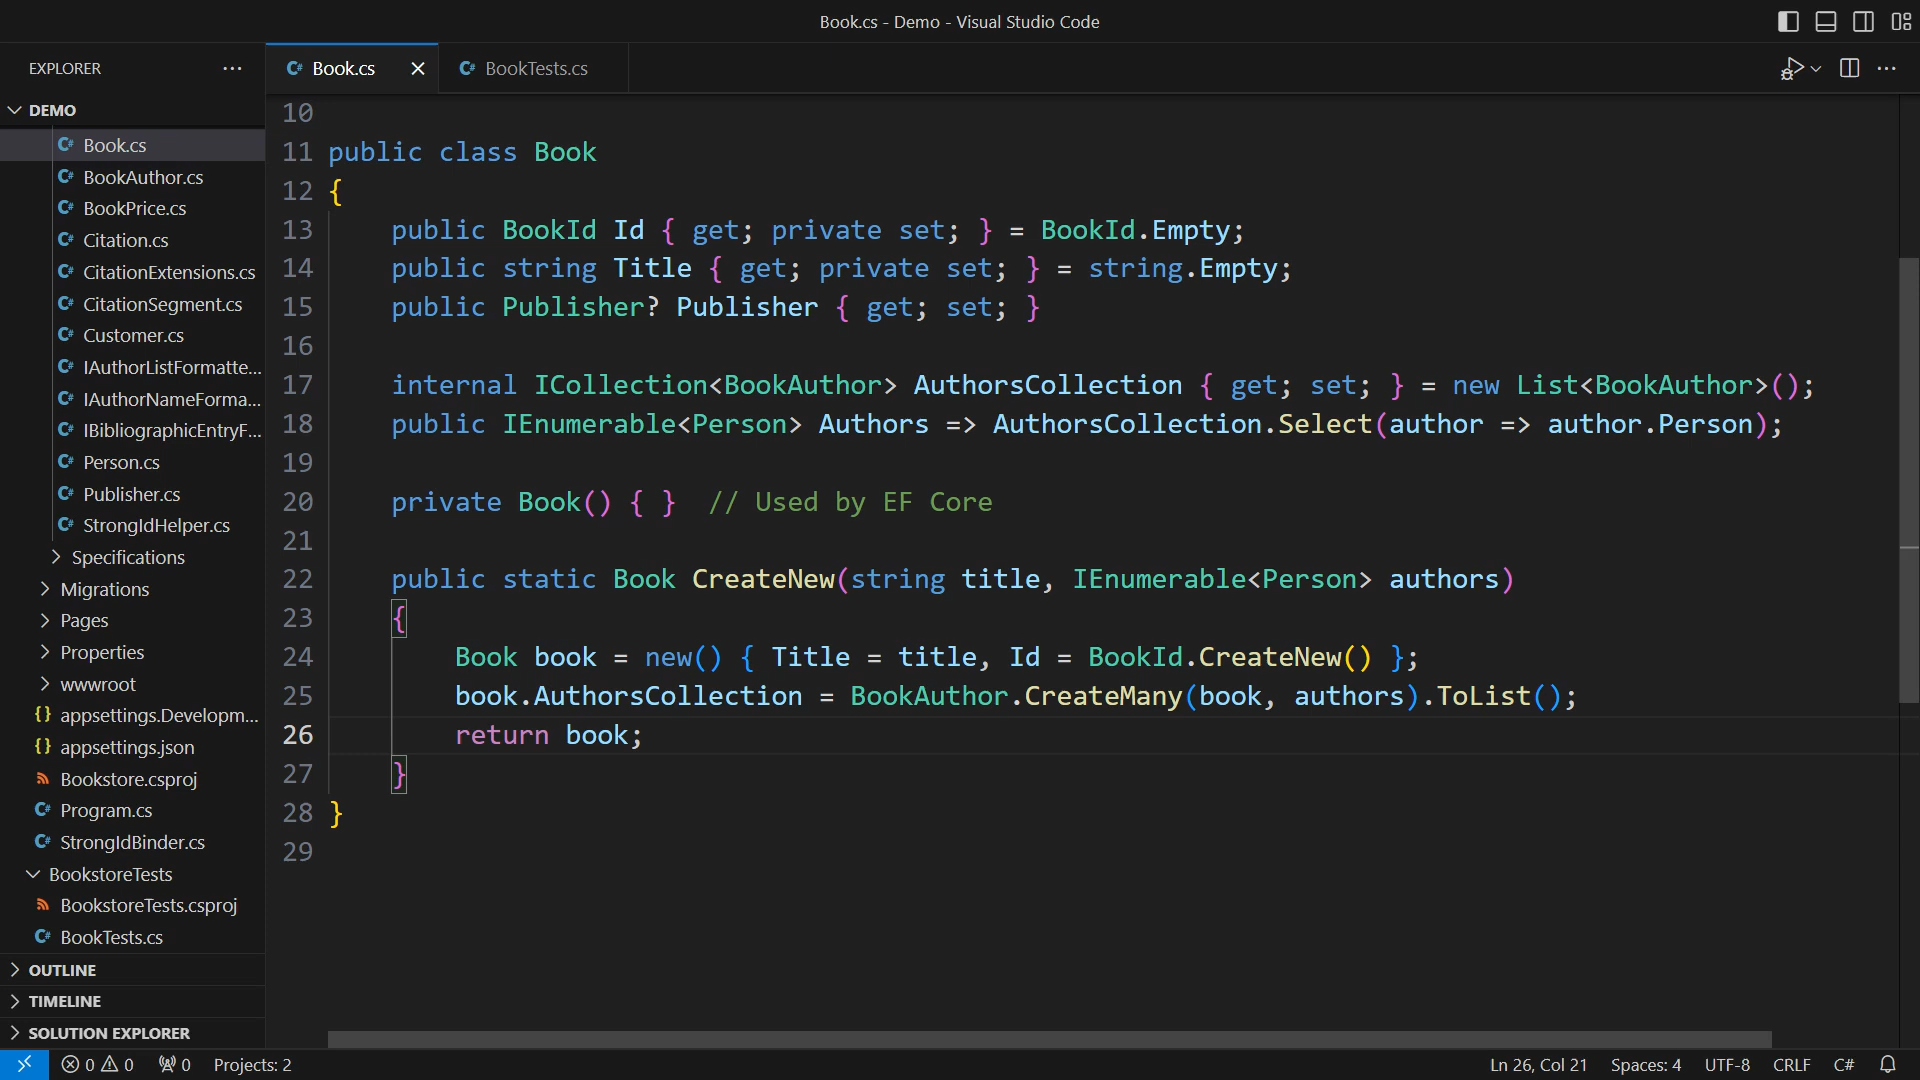 Book.cs - Demo - Visual Studio Code
EXPLORER
Book.cs
BookTests.cs
DEMO
Book.cs
BookAuthor.cs
BookPrice.cs
Citation.cs
CitationExtensions.cs
CitationSegment.cs
Customer.cs
IAuthorListFormatte...
IAuthorNameForma...
IBibliographicEntryF...
Person.cs
Publisher.cs
StrongIdHelper.cs
Specifications
Migrations
Pages
Properties
wwwroot
{} appsettings.Developm...
{} appsettings.json
Bookstore.csproj
Program.cs
StrongIdBinder.cs
BookstoreTests
BookstoreTests.csproj
BookTests.cs
OUTLINE
TIMELINE
SOLUTION EXPLORER
10
11 public class Book
12 {
13     public BookId Id { get; private set; } = BookId.Empty;
14     public string Title { get; private set; } = string.Empty;
15     public Publisher? Publisher { get; set; }
16
17     internal ICollection<BookAuthor> AuthorsCollection { get; set; } = new List<BookAuthor>();
18     public IEnumerable<Person> Authors => AuthorsCollection.Select(author => author.Person);
19
20     private Book() { }  // Used by EF Core
21
22     public static Book CreateNew(string title, IEnumerable<Person> authors)
23     {
24         Book book = new() { Title = title, Id = BookId.CreateNew() };
25         book.AuthorsCollection = BookAuthor.CreateMany(book, authors).ToList();
26         return book;
27     }
28 }
29
0 0 0 Projects: 2 Ln 26, Col 21 Spaces: 4 UTF-8 CRLF C#